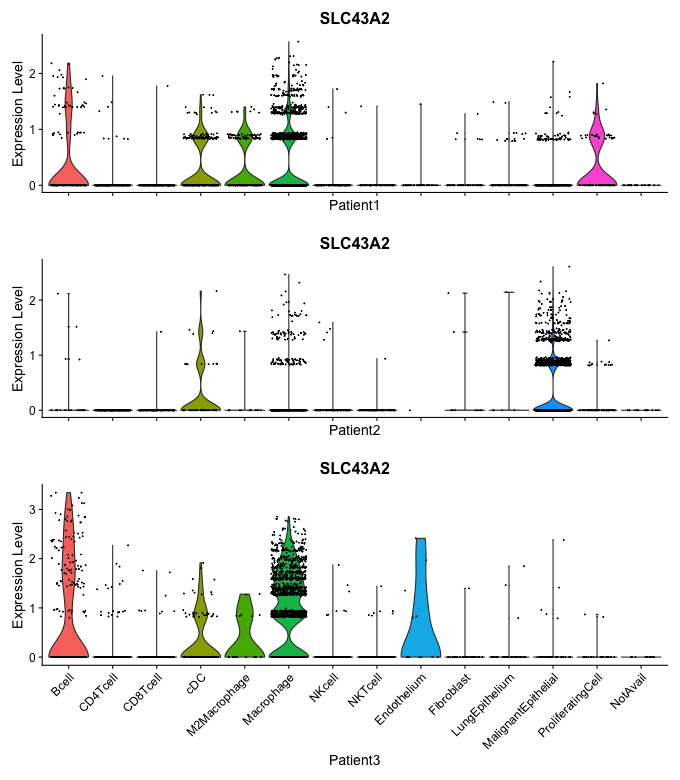 SLC43A2
Expression Level
2
1
0
Patient1
SLC43A2
Expression Level
2
1
0
Patient2
SLC43A2
Expression Level
3
2
1
0
Bcell
CD4Tcell
CD8Tcell
cDC
M2Macrophage
Macrophage
NKcell
NKTcell
Endothelium
Fibroblast
LungEpithelium
MalignantEpithelial
ProliferatingCell
NotAvail
Patient3